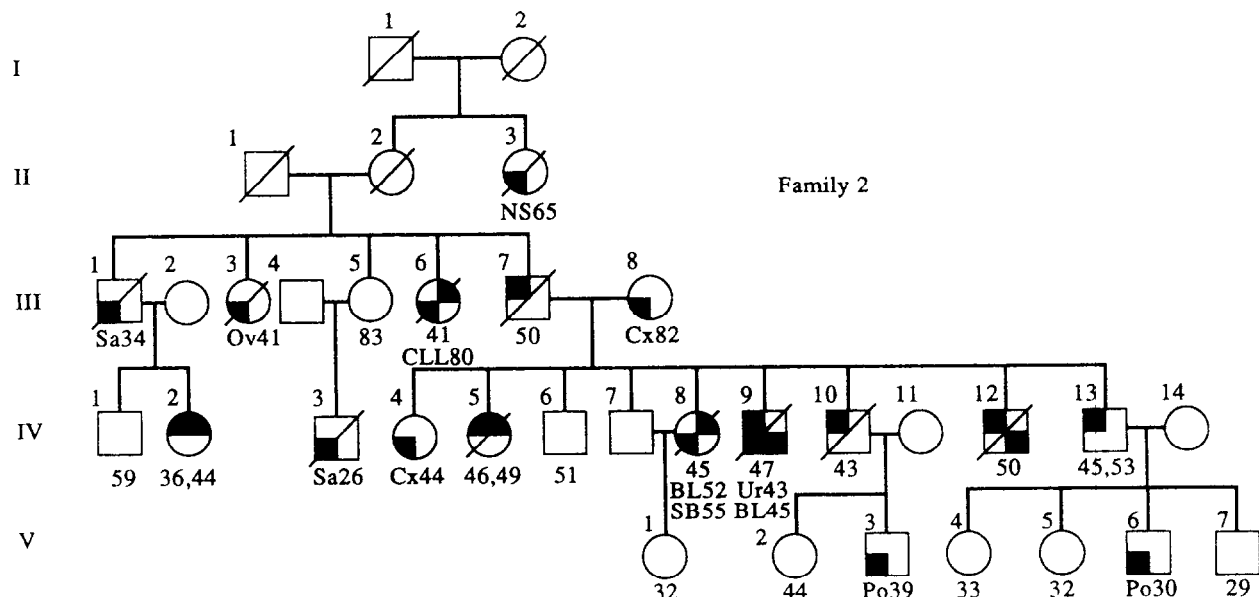 1 2
I
1 2 3
II
Family 2
NS65
1 2 3 4 5 6 7 8
III
Sa34 Ov41 83 41 50 Cx82
CLL80
1 2 3 4 5 6 7 8 9 10 11 12 13 14
IV
59 36,44 Sa26 Cx44 46,49 51 45 47 43 50 45,53
BL52 Ur43
SB55 BL45
1 2 3 4 5 6 7
V
32 44 Po39 33 32 Po30 29